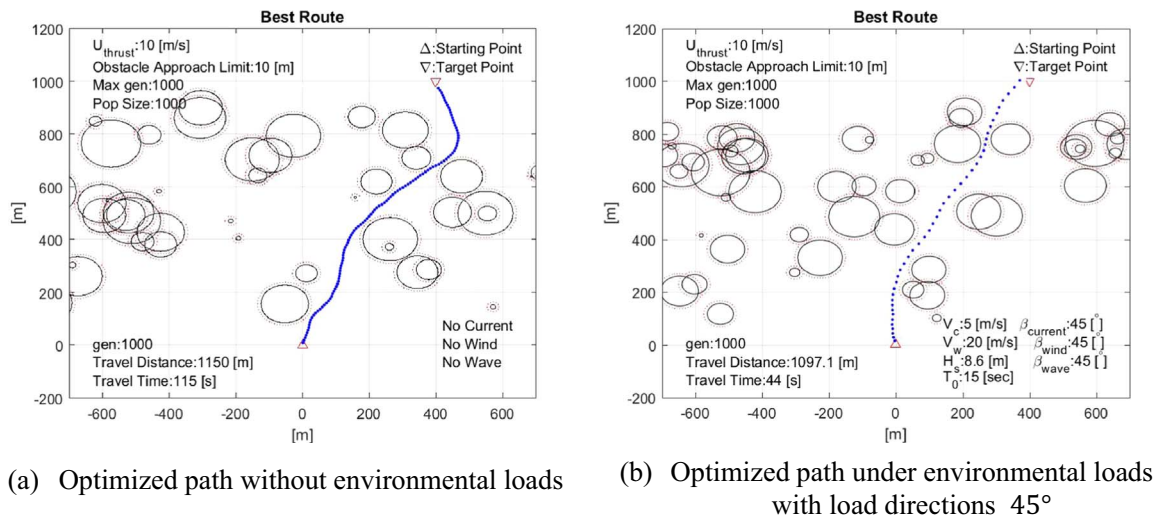 Best Route
1200
1000
800
600
400
200
0
-200
[m]
U_thrust:10 [m/s]
Obstacle Approach Limit:10 [m]
Max gen:1000
Pop Size:1000
△:Starting Point
▽:Target Point
gen:1000
Travel Distance:1150 [m]
Travel Time:115 [s]
No Current
No Wind
No Wave
-600 -400 -200 0 200 400 600
[m]
(a) Optimized path without environmental loads
Best Route
1200
1000
800
600
400
200
0
-200
[m]
U_thrust:10 [m/s]
Obstacle Approach Limit:10 [m]
Max gen:1000
Pop Size:1000
△:Starting Point
▽:Target Point
gen:1000
Travel Distance:1097.1 [m]
Travel Time:44 [s]
V_c:5 [m/s] β_current:45 [°]
V_w:20 [m/s] β_wind:45 [°]
H_s:8.6 [m] β_wave:45 [°]
T_0:15 [sec]
-600 -400 -200 0 200 400 600
[m]
(b) Optimized path under environmental loads
with load directions 45°